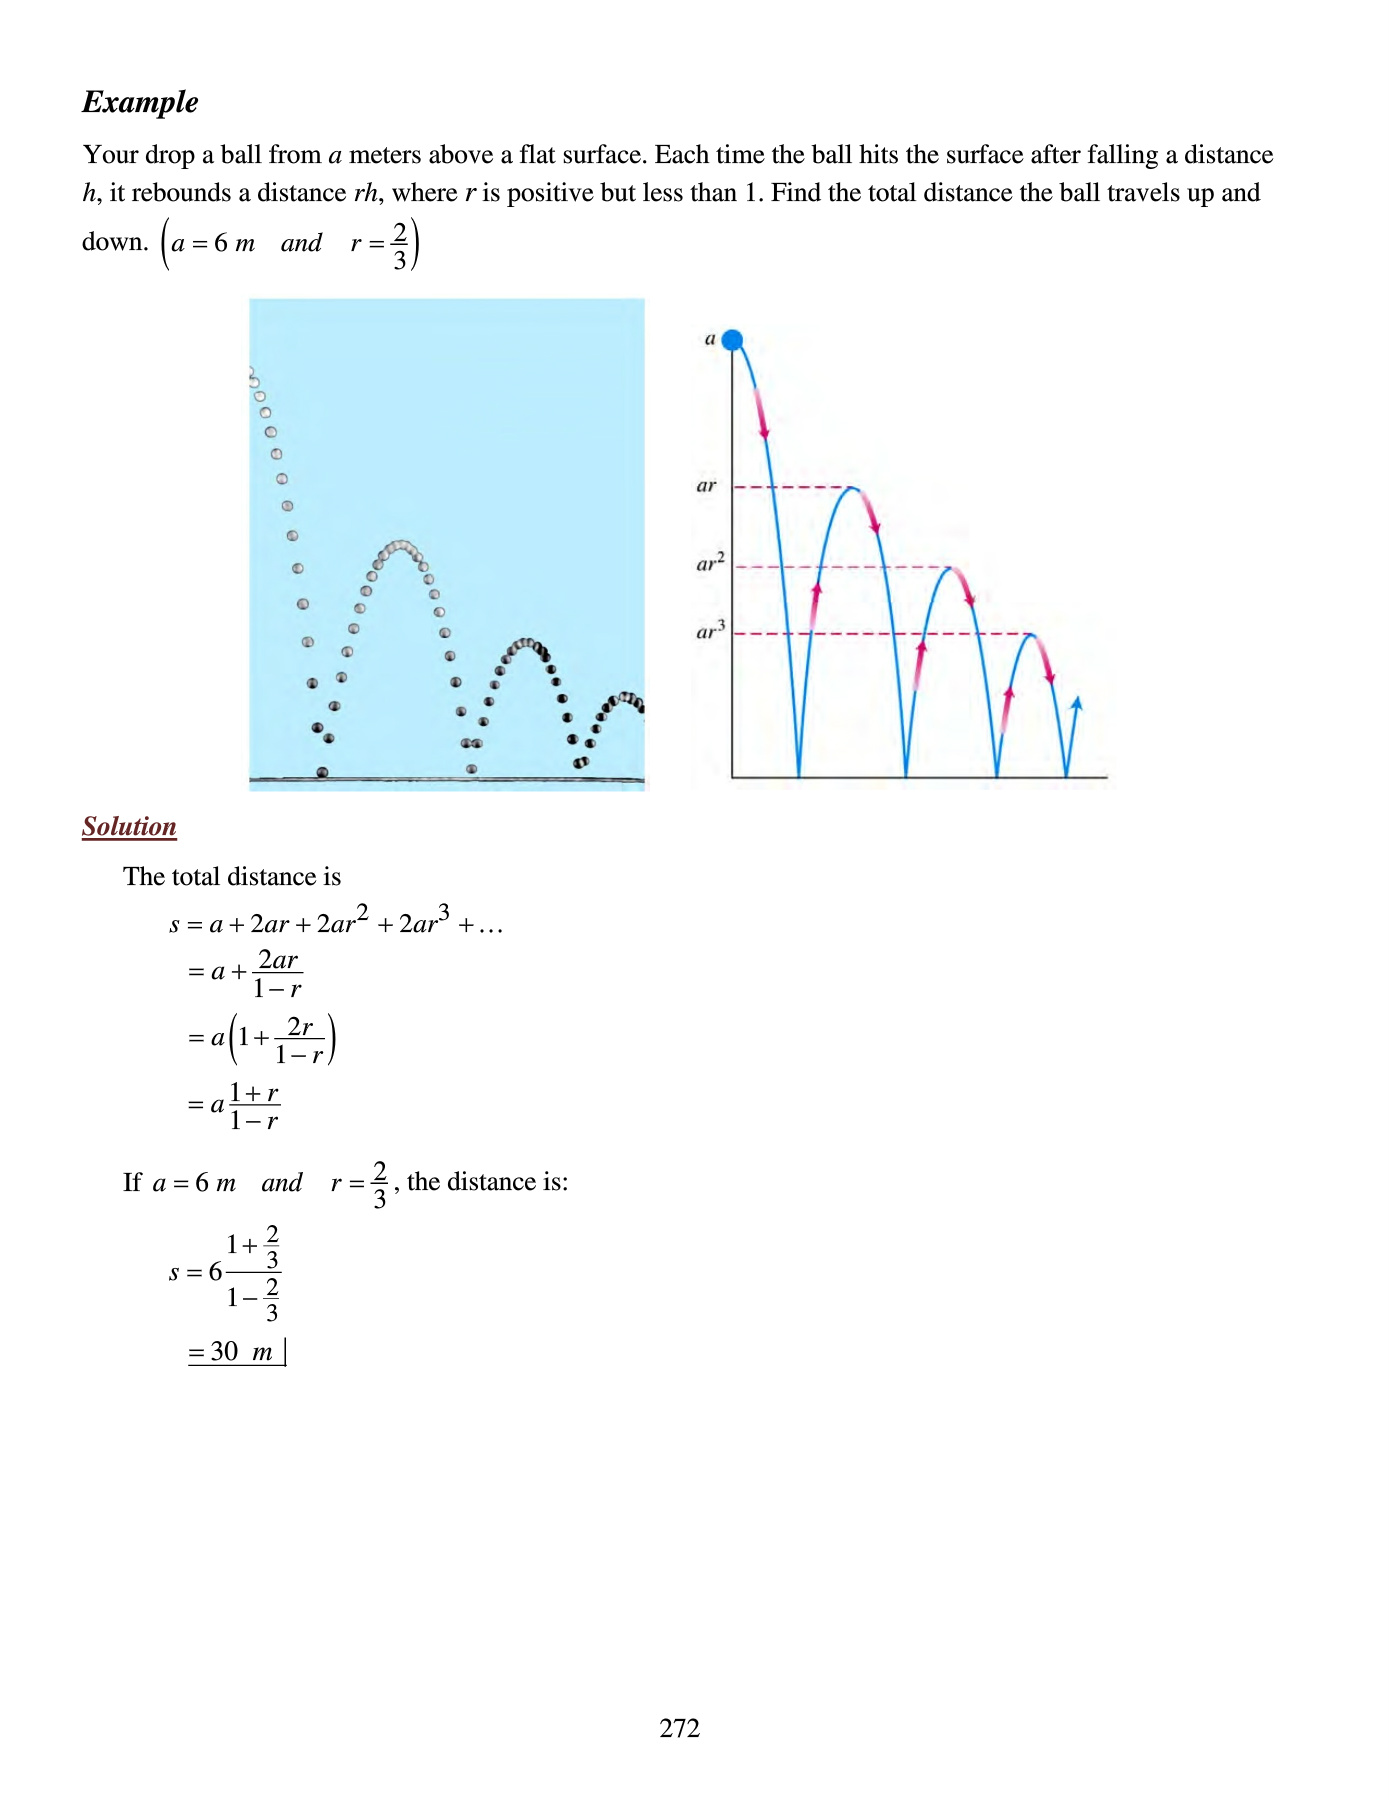 Example
Your drop a ball from a meters above a flat surface. Each time the ball hits the surface after falling a distance
h, it rebounds a distance rh, where r is positive but less than 1. Find the total distance the ball travels up and
down. (a = 6 m and r = 2/3)
a
ar
ar²
ar³
Solution
The total distance is
s = a + 2ar + 2ar² + 2ar³ + …
= a + 2ar/(1 − r)
= a(1 + 2r/(1 − r))
= a (1 + r)/(1 − r)
If a = 6 m and r = 2/3, the distance is:
s = 6 (1 + 2/3)/(1 − 2/3)
= 30 m
272